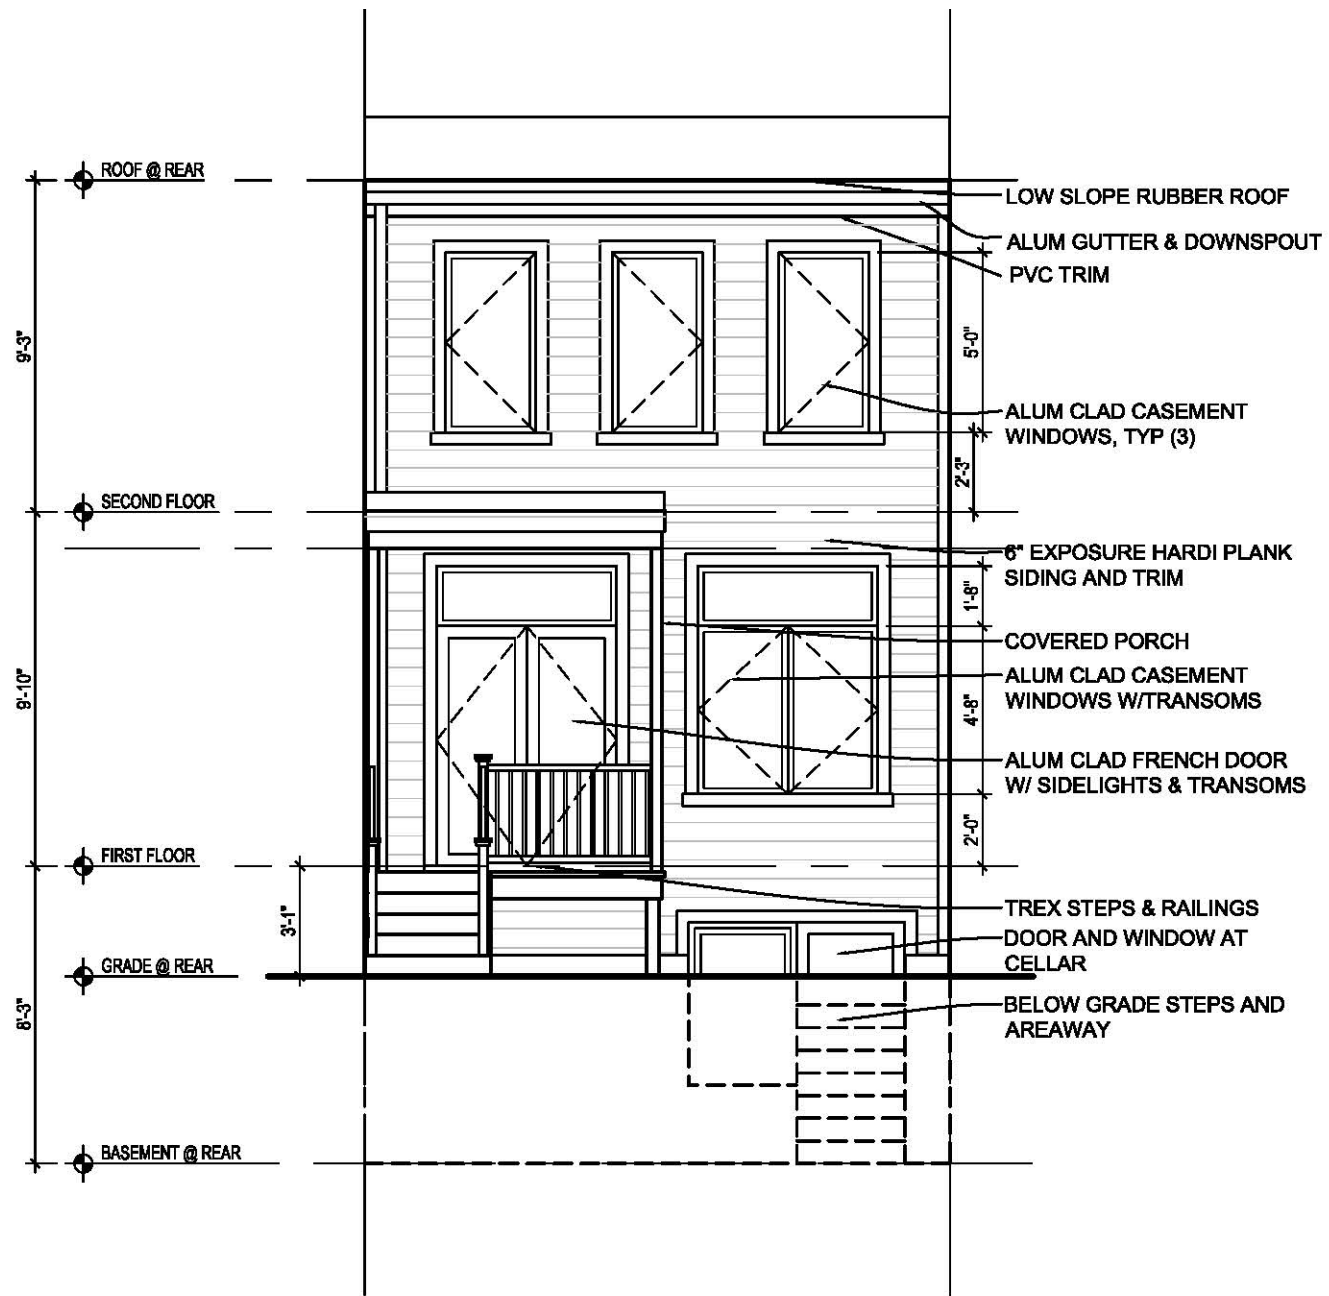 ROOF @ REAR
LOW SLOPE RUBBER ROOF
ALUM GUTTER & DOWNSPOUT
PVC TRIM
9'-3"
5'-0"
ALUM CLAD CASEMENT
WINDOWS, TYP (3)
2'-3"
SECOND FLOOR
6" EXPOSURE HARDI PLANK
SIDING AND TRIM
1'-8"
COVERED PORCH
ALUM CLAD CASEMENT
WINDOWS W/TRANSOMS
9'-10"
4'-8"
ALUM CLAD FRENCH DOOR
W/ SIDELIGHTS & TRANSOMS
2'-0"
FIRST FLOOR
3'-1"
TREX STEPS & RAILINGS
DOOR AND WINDOW AT
CELLAR
GRADE @ REAR
8'-3"
BELOW GRADE STEPS AND
AREAWAY
BASEMENT @ REAR